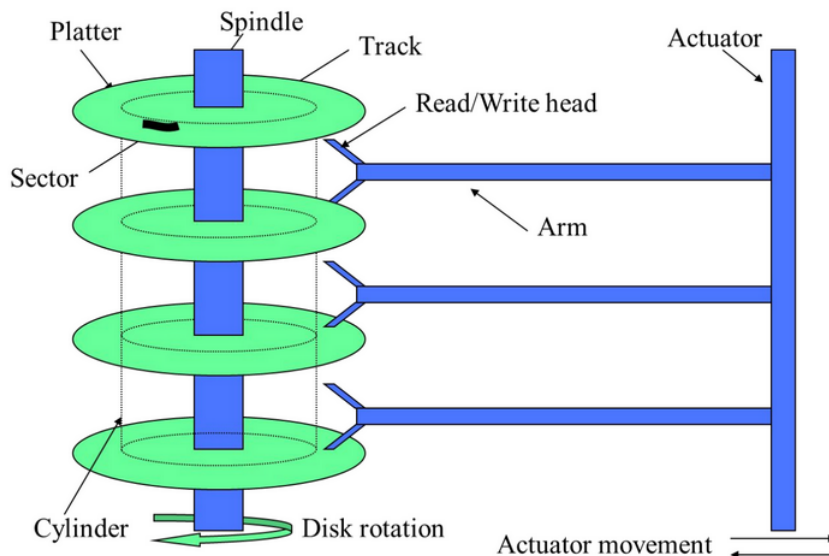 Spindle
Platter
Track
Actuator
Read/Write head
Sector
Arm
Cylinder
Disk rotation
Actuator movement